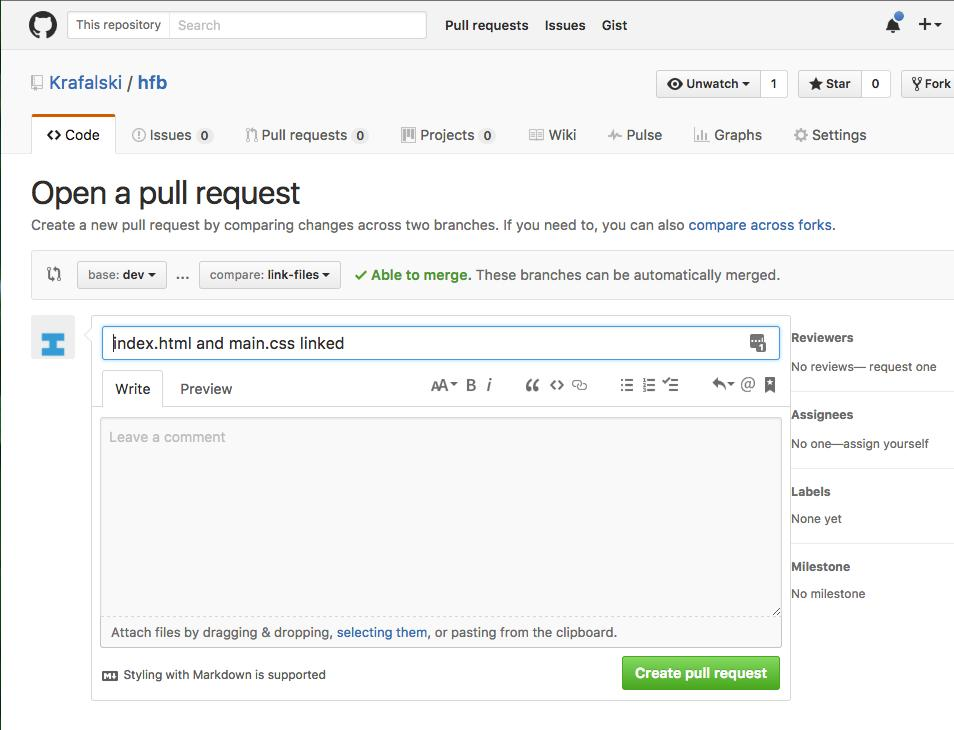 This repository Search Pull requests Issues Gist
Krafalski / hfb
Unwatch 1 Star 0 Fork
Code Issues 0 Pull requests 0 Projects 0 Wiki Pulse Graphs Settings
Open a pull request
Create a new pull request by comparing changes across two branches. If you need to, you can also compare across forks.
base: dev ... compare: link-files Able to merge. These branches can be automatically merged.
index.html and main.css linked
1
Write Preview AA B i “ <> @
Leave a comment
Attach files by dragging & dropping, selecting them, or pasting from the clipboard.
Styling with Markdown is supported
Create pull request
Reviewers
No reviews— request one
Assignees
No one—assign yourself
Labels
None yet
Milestone
No milestone